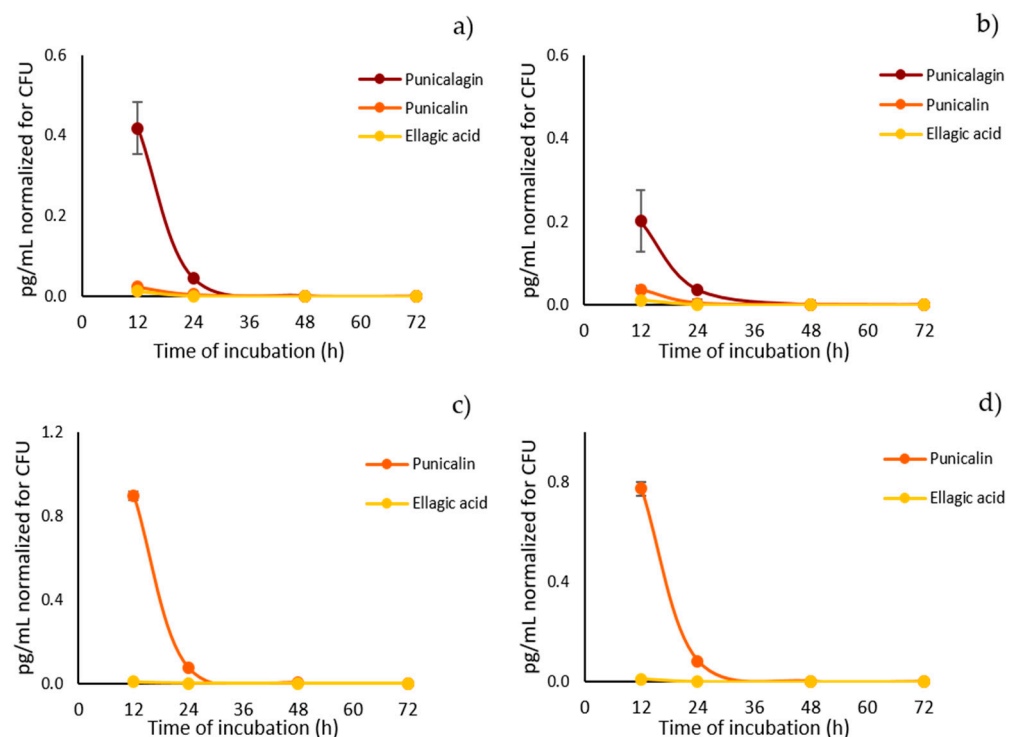 a)
0.6
0.4
0.2
0.0
pg/mL normalized for CFU
Punicalagin
Punicalin
Ellagic acid
0 12 24 36 48 60 72
Time of incubation (h)
b)
0.6
0.4
0.2
0.0
pg/mL normalized for CFU
Punicalagin
Punicalin
Ellagic acid
0 12 24 36 48 60 72
Time of incubation (h)
c)
1.2
0.8
0.4
0.0
pg/mL normalized for CFU
Punicalin
Ellagic acid
0 12 24 36 48 60 72
Time of incubation (h)
d)
0.8
0.4
0.0
pg/mL normalized for CFU
Punicalin
Ellagic acid
0 12 24 36 48 60 72
Time of incubation (h)